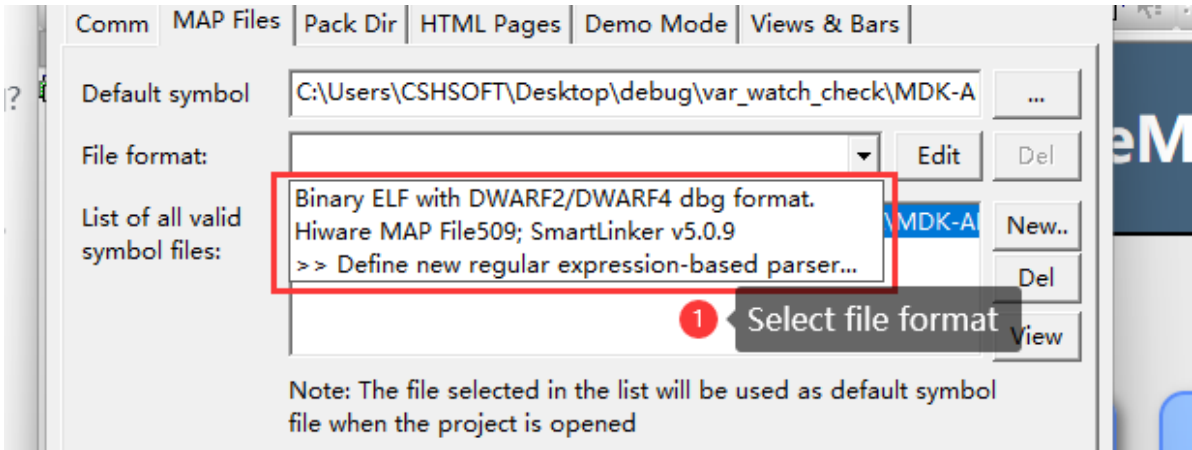 Comm MAP Files Pack Dir HTML Pages Demo Mode Views & Bars
Default symbol C:\Users\CSHSOFT\Desktop\debug\var_watch_check\MDK-A ...
File format: Edit Del
Binary ELF with DWARF2/DWARF4 dbg format.
List of all valid symbol files: \MDK-A New..
Hiware MAP File509; SmartLinker v5.0.9
>> Define new regular expression-based parser...
Del
1 Select file format
View
Note: The file selected in the list will be used as default symbol
file when the project is opened
?
eM